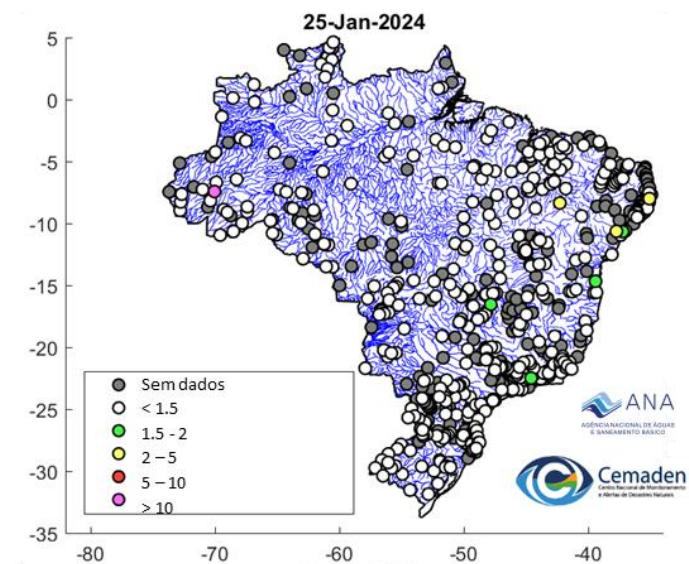 25-Jan-2024
5
0
-5
-10
-15
-20
-25
-30
-35
Sem dados
< 1.5
1.5 - 2
2 – 5
5 – 10
> 10
ANA
AGÊNCIA NACIONAL DE ÁGUAS
E SANEAMENTO BÁSICO
Cemaden
Centro Nacional de Monitoramento
e Alertas de Desastres Naturais
-80
-70
-60
-50
-40